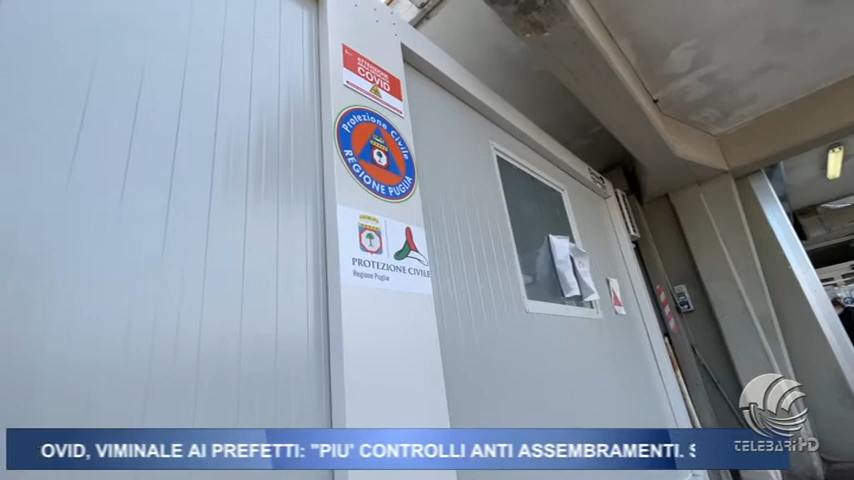 ATTENZIONE
COVID
Protezione Civile
REGIONE PUGLIA
PROTEZIONE CIVILE
Regione Puglia
OVID, VIMINALE AI PREFETTI: "PIU' CONTROLLI ANTI ASSEMBRAMENTI. S
TELEBARI HD